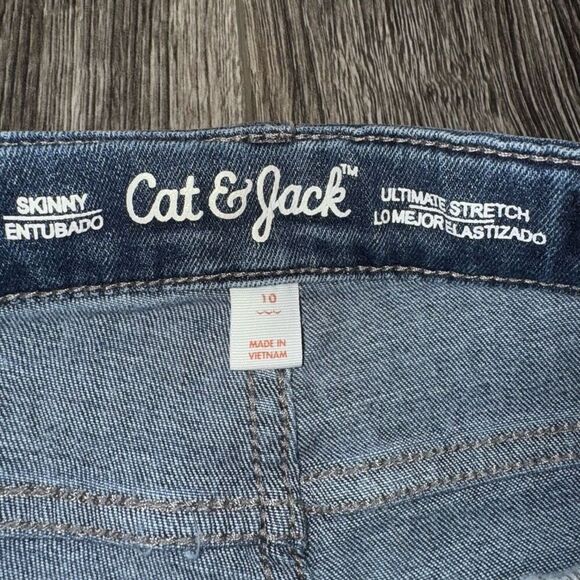 SKINNY
ENTUBADO
Cat & Jack™
ULTIMATE STRETCH
LO MEJOR ELASTIZADO
10
MADE IN
VIETNAM